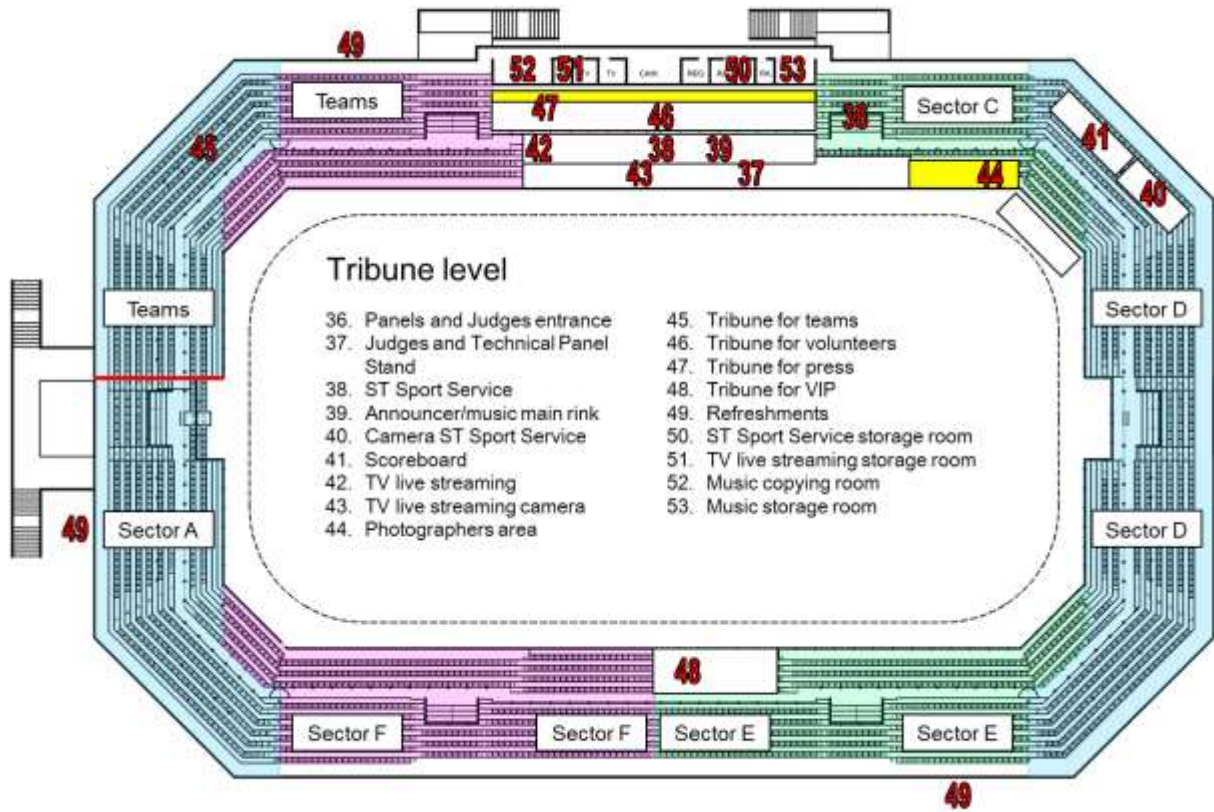 49
52 51 TV CAM. 50 53
Teams
47
46
36
Sector C
45
42 38 39
43 37
44
41
40
Tribune level
36. Panels and Judges entrance
37. Judges and Technical Panel
Stand
38. ST Sport Service
39. Announcer/music main rink
40. Camera ST Sport Service
41. Scoreboard
42. TV live streaming
43. TV live streaming camera
44. Photographers area
45. Tribune for teams
46. Tribune for volunteers
47. Tribune for press
48. Tribune for VIP
49. Refreshments
50. ST Sport Service storage room
51. TV live streaming storage room
52. Music copying room
53. Music storage room
Teams
Sector D
49
Sector A
Sector D
48
Sector F
Sector F
Sector E
Sector E
49